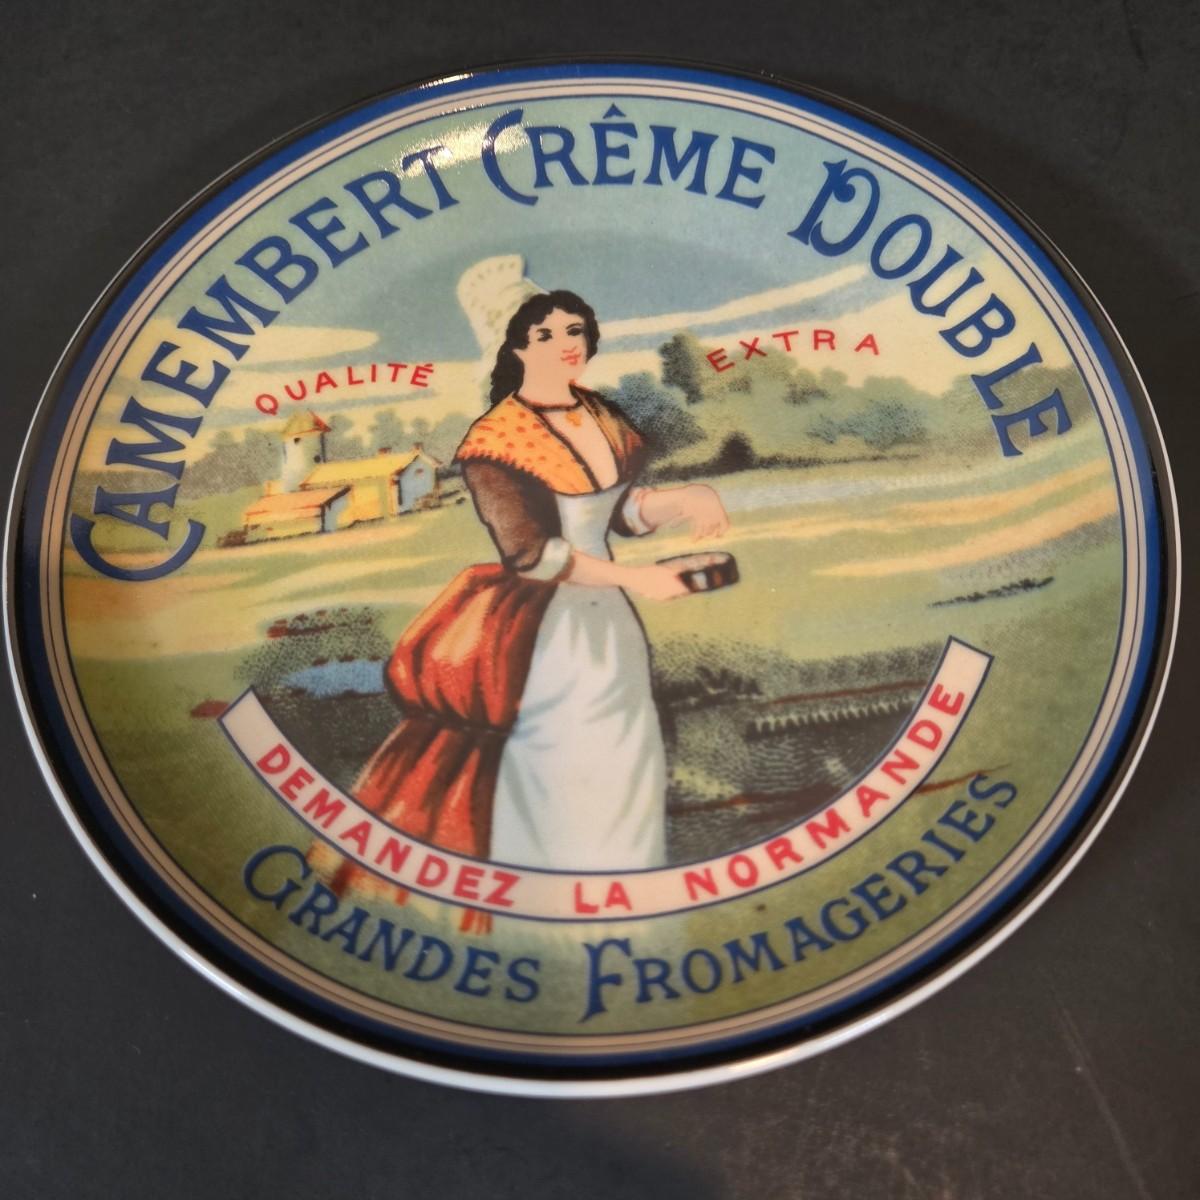 CAMEMBERT CRÊME DOUBLE
QUALITÉ EXTRA
DEMANDEZ LA NORMANDE
GRANDES FROMAGERIES